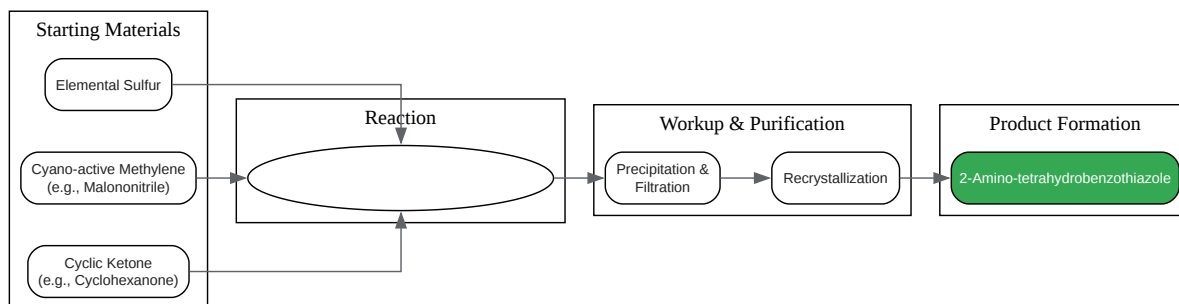 Starting Materials
Elemental Sulfur
Cyano-active Methylene
(e.g., Malononitrile)
Cyclic Ketone
(e.g., Cyclohexanone)
Reaction
Workup & Purification
Precipitation &
Filtration
Recrystallization
Product Formation
2-Amino-tetrahydrobenzothiazole